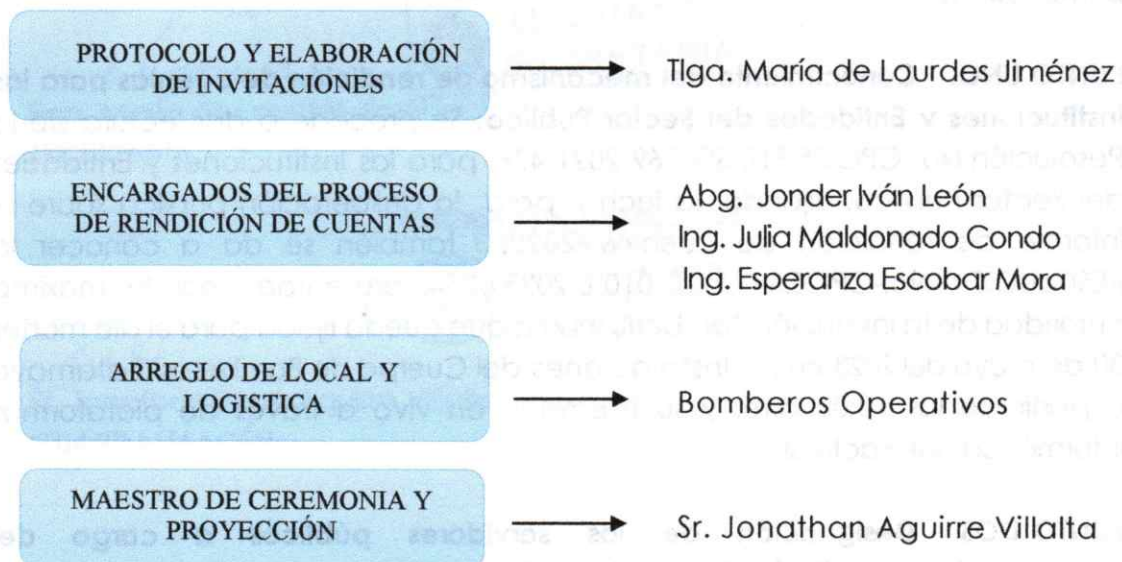 PROTOCOLO Y ELABORACIÓN
DE INVITACIONES
Tlga. María de Lourdes Jiménez
ENCARGADOS DEL PROCESO
DE RENDICIÓN DE CUENTAS
Abg. Jonder Iván León
Ing. Julia Maldonado Condo
Ing. Esperanza Escobar Mora
ARREGLO DE LOCAL Y
LOGISTICA
Bomberos Operativos
MAESTRO DE CEREMONIA Y
PROYECCIÓN
Sr. Jonathan Aguirre Villalta